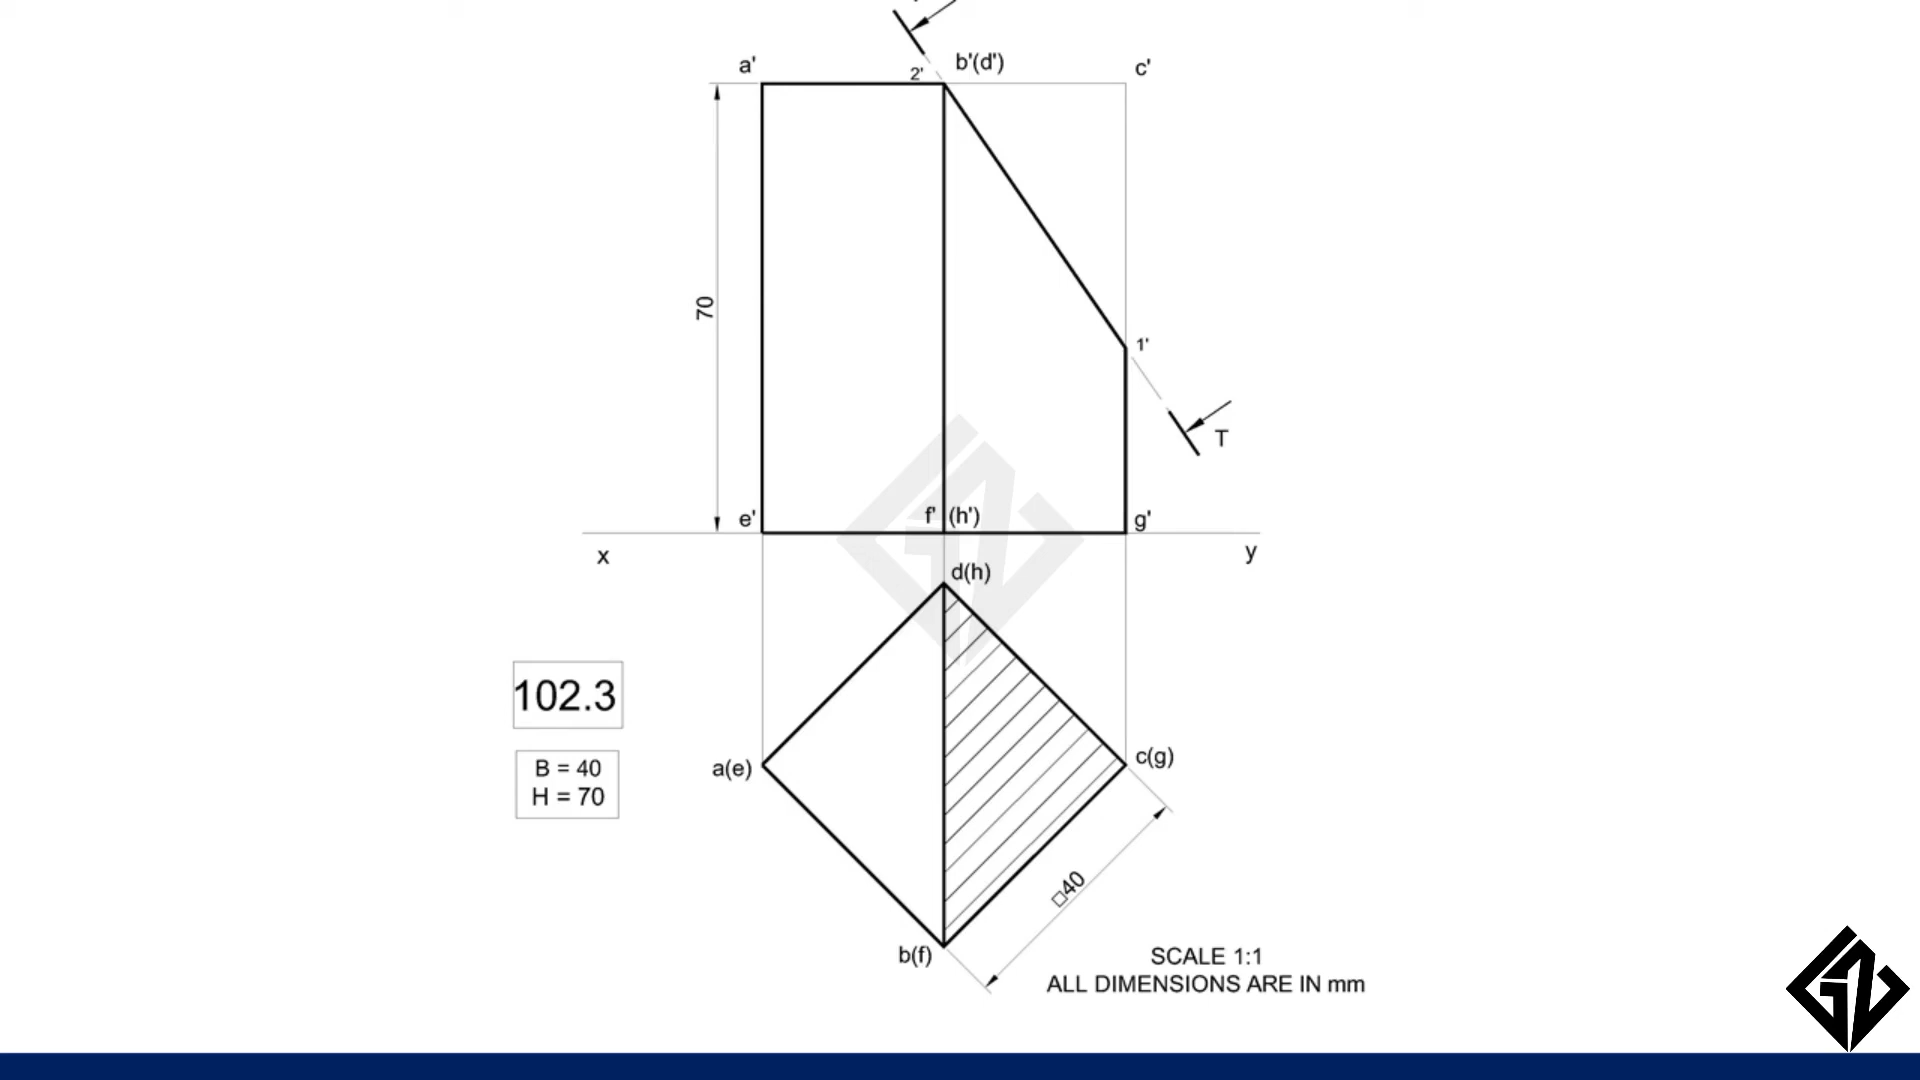 a'
2'
b'(d')
c'
70
1'
T
e'
f'
(h')
g'
x
y
d(h)
102.3
a(e)
c(g)
B = 40
H = 70
□40
b(f)
SCALE 1:1
ALL DIMENSIONS ARE IN mm